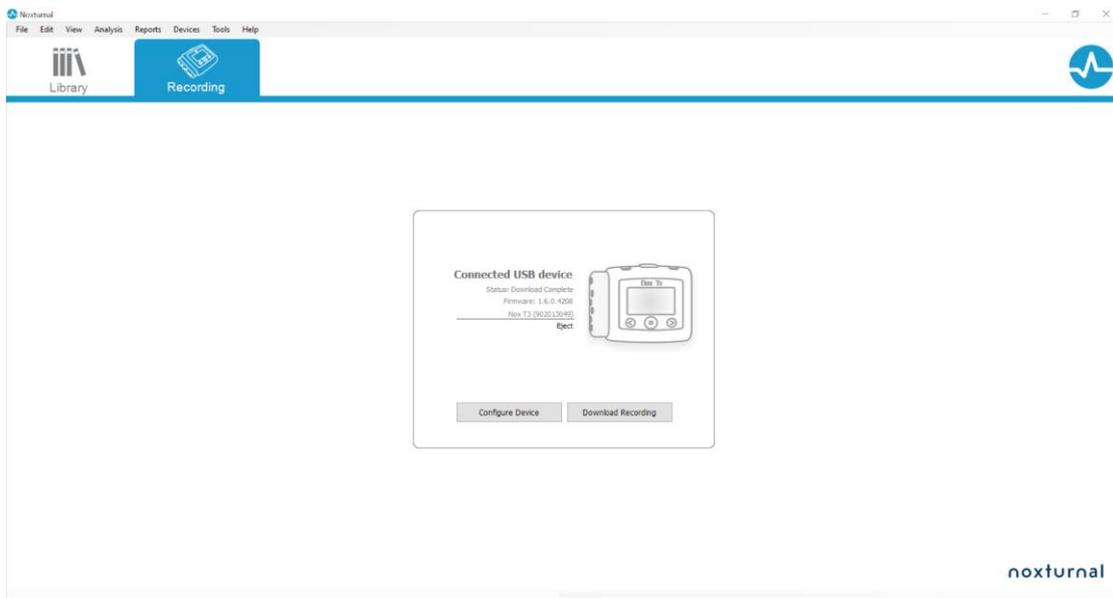 Noxturnal
File Edit View Analysis Reports Devices Tools Help
Library Recording
Connected USB device
Status: Download Complete
Firmware: 1.6.0.4208
Nox T3 (902013049)
Eject
Nox T3
Configure Device Download Recording
noxturnal